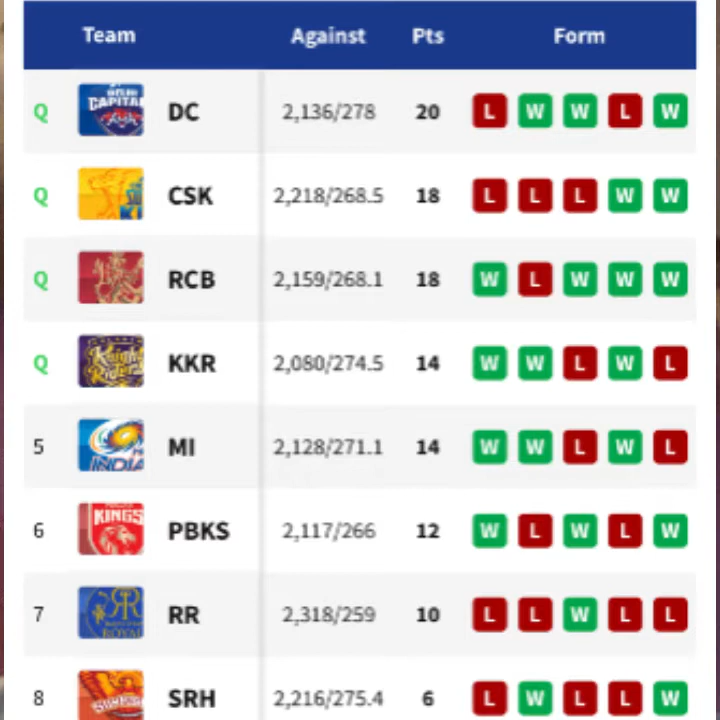 Team Against Pts Form
Q DC 2,136/278 20 L W W L W
Q CSK 2,218/268.5 18 L L L W W
Q RCB 2,159/268.1 18 W L W W W
Q KKR 2,080/274.5 14 W W L W L
5 MI 2,128/271.1 14 W W L W L
6 PBKS 2,117/266 12 W L W L W
7 RR 2,318/259 10 L L W L L
8 SRH 2,216/275.4 6 L W L L W